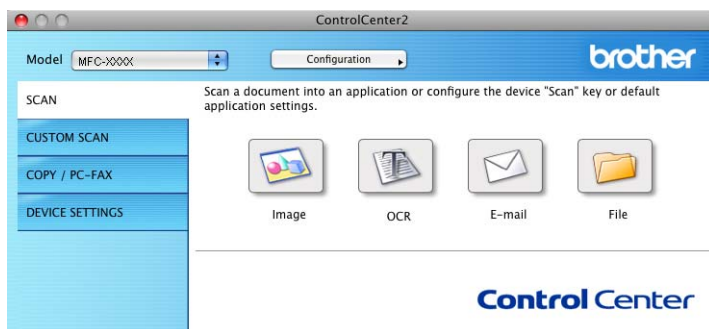 ControlCenter2
Model MFC-XXXX Configuration brother
SCAN
CUSTOM SCAN
COPY / PC-FAX
DEVICE SETTINGS
Scan a document into an application or configure the device "Scan" key or default
application settings.
Image OCR E-mail File
Control Center